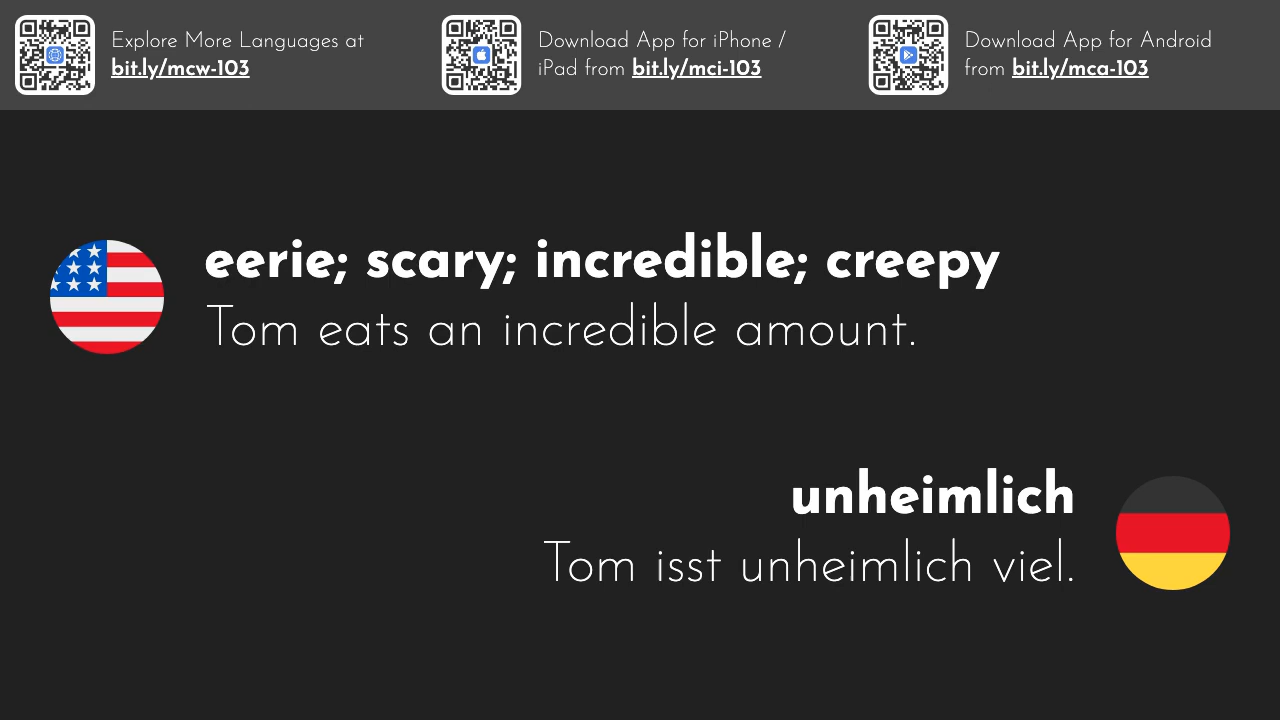 Explore More Languages at
bit.ly/mcw-103
Download App for iPhone /
iPad from bit.ly/mci-103
Download App for Android
from bit.ly/mca-103
eerie; scary; incredible; creepy
Tom eats an incredible amount.
unheimlich
Tom isst unheimlich viel.